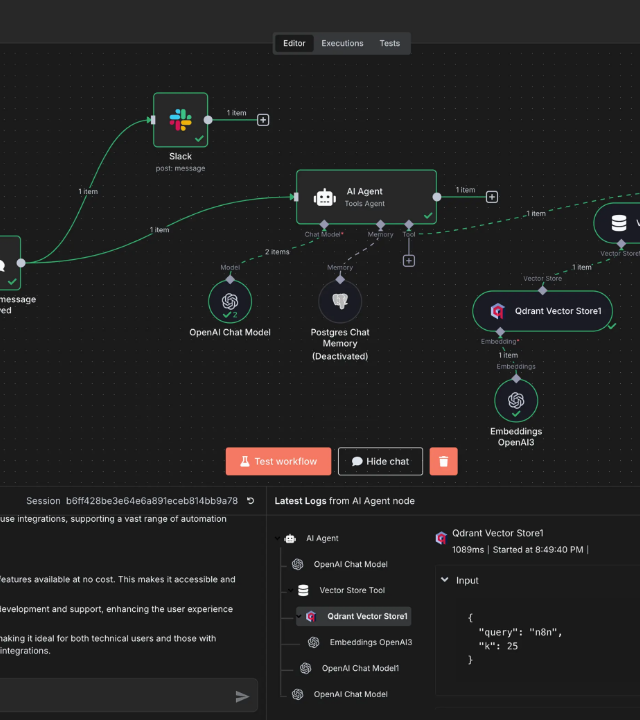 Editor
Executions
Tests
1 item
Slack
post: message
AI Agent
Tools Agent
1 item
1 item
1 item
1 item
Chat Model*
Memory
Tool
Vector Store
2 items
1 item
Model
Memory
Vector Store
message
OpenAI Chat Model
2
Postgres Chat
Memory
(Deactivated)
Qdrant Vector Store1
Embedding*
1 item
Embeddings
Embeddings
OpenAI3
Test workflow
Hide chat
Session b6ff428be3e64e6a891eceb814bb9a78
use integrations, supporting a vast range of automation
features available at no cost. This makes it accessible and
development and support, enhancing the user experience
making it ideal for both technical users and those with
integrations.
Latest Logs from AI Agent node
AI Agent
OpenAI Chat Model
Vector Store Tool
Qdrant Vector Store1
Embeddings OpenAI3
OpenAI Chat Model1
OpenAI Chat Model
Qdrant Vector Store1
1089ms | Started at 8:49:40 PM |
Input
{
"query": "n8n",
"k": 25
}